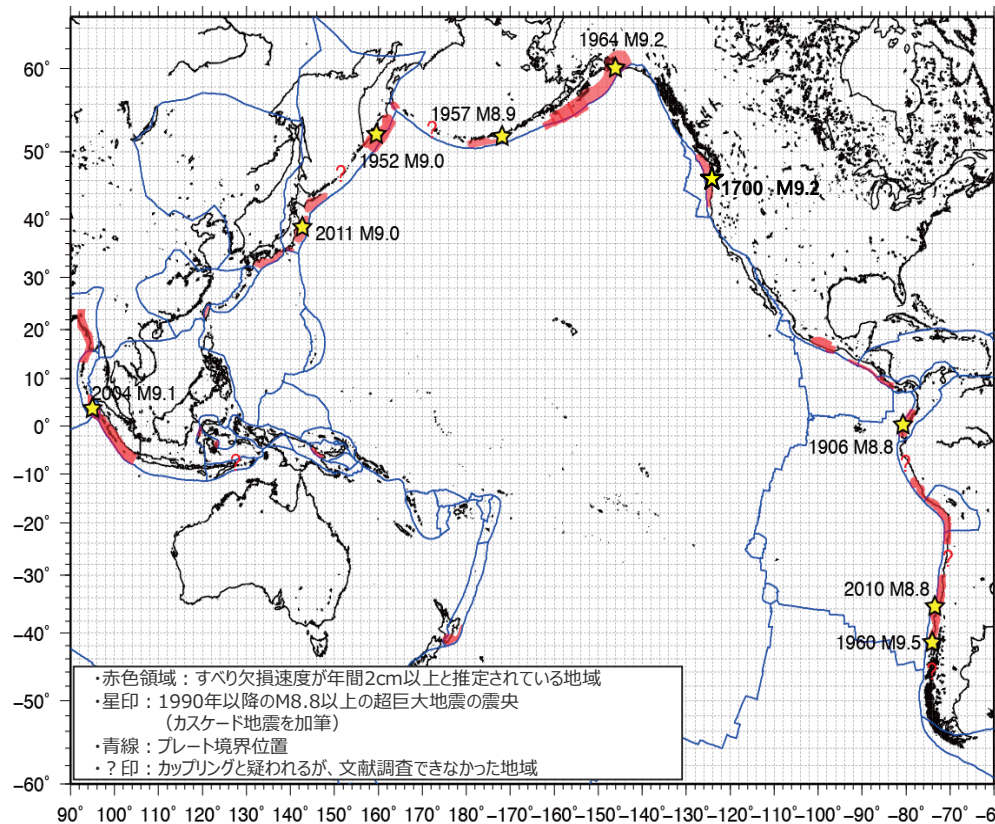 1964 M9.2
60°
1957 M8.9
?
50°
1952 M9.0
?
1700 M9.2
40°
2011 M9.0
30°
20°
10°
2004 M9.1
0°
1906 M8.8
?
?
−10°
−20°
?
−30°
2010 M8.8
−40°
1960 M9.5
?
・赤色領域：すべり欠損速度が年間2cm以上と推定されている地域
・星印：1990年以降のM8.8以上の超巨大地震の震央
（カスケード地震を加筆）
・青線：プレート境界位置
・？印：カップリングと疑われるが、文献調査できなかった地域
−50°
−60°
90 100 110 120 130 140 150 160 170 180 −170 −160 −150 −140 −130 −120 −110 −100 −90 −80 −70 −6